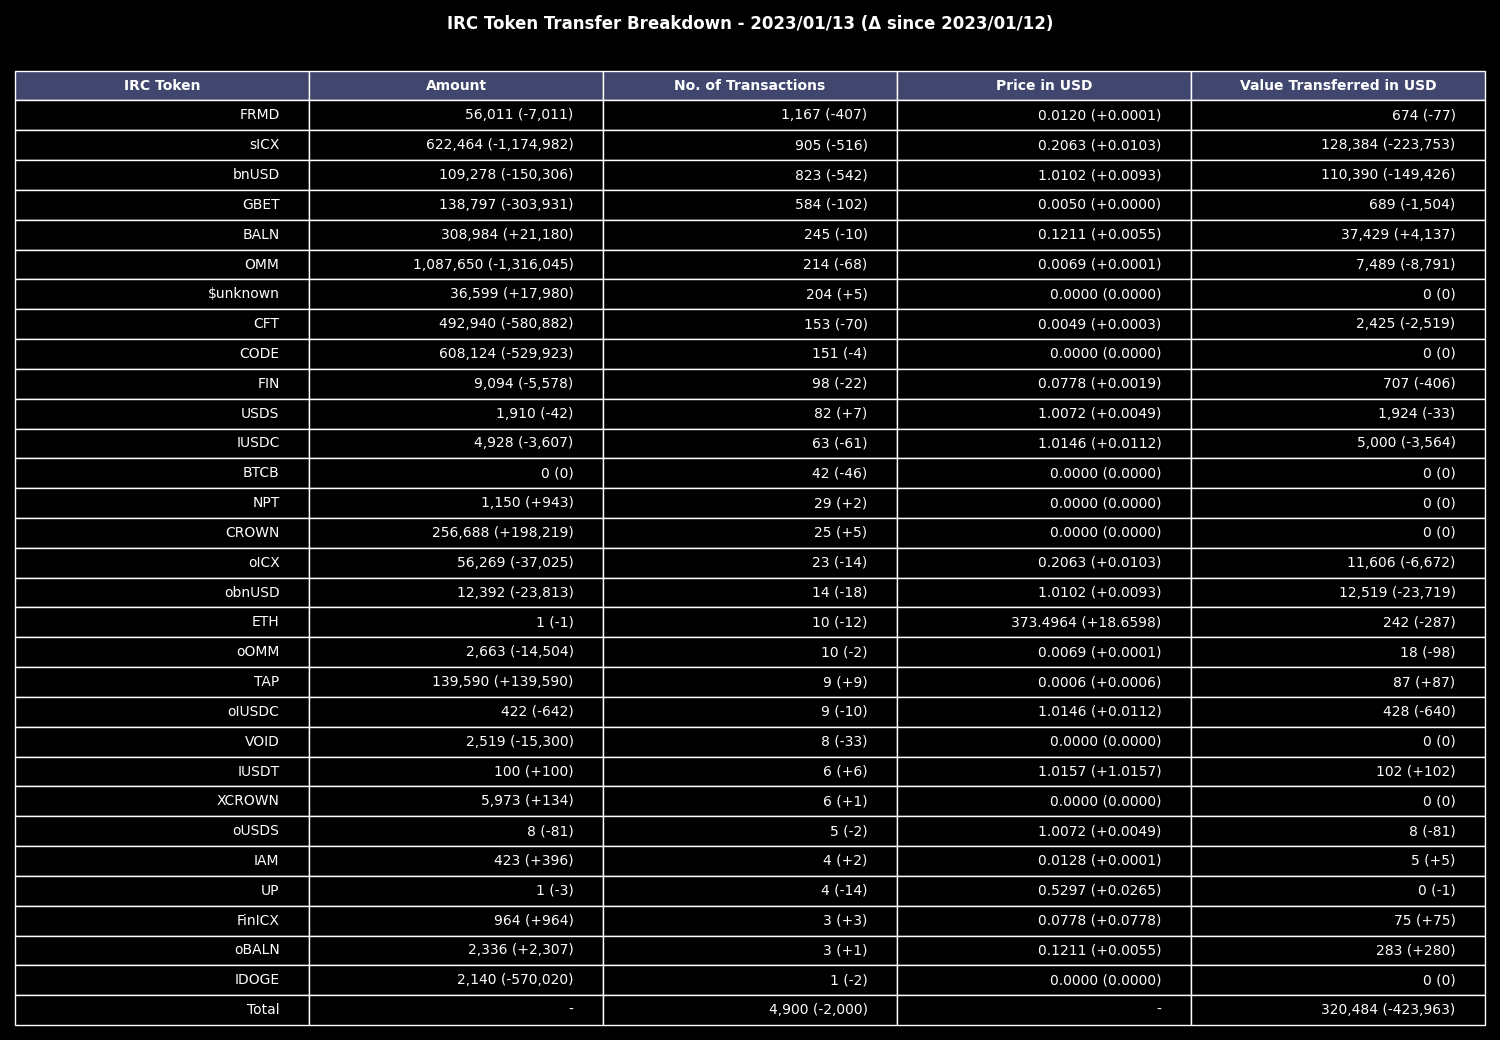 IRC Token Transfer Breakdown - 2023/01/13 (Δ since 2023/01/12)
IRC Token Amount No. of Transactions Price in USD Value Transferred in USD
FRMD 56,011 (-7,011) 1,167 (-407) 0.0120 (+0.0001) 674 (-77)
sICX 622,464 (-1,174,982) 905 (-516) 0.2063 (+0.0103) 128,384 (-223,753)
bnUSD 109,278 (-150,306) 823 (-542) 1.0102 (+0.0093) 110,390 (-149,426)
GBET 138,797 (-303,931) 584 (-102) 0.0050 (+0.0000) 689 (-1,504)
BALN 308,984 (+21,180) 245 (-10) 0.1211 (+0.0055) 37,429 (+4,137)
OMM 1,087,650 (-1,316,045) 214 (-68) 0.0069 (+0.0001) 7,489 (-8,791)
$unknown 36,599 (+17,980) 204 (+5) 0.0000 (0.0000) 0 (0)
CFT 492,940 (-580,882) 153 (-70) 0.0049 (+0.0003) 2,425 (-2,519)
CODE 608,124 (-529,923) 151 (-4) 0.0000 (0.0000) 0 (0)
FIN 9,094 (-5,578) 98 (-22) 0.0778 (+0.0019) 707 (-406)
USDS 1,910 (-42) 82 (+7) 1.0072 (+0.0049) 1,924 (-33)
IUSDC 4,928 (-3,607) 63 (-61) 1.0146 (+0.0112) 5,000 (-3,564)
BTCB 0 (0) 42 (-46) 0.0000 (0.0000) 0 (0)
NPT 1,150 (+943) 29 (+2) 0.0000 (0.0000) 0 (0)
CROWN 256,688 (+198,219) 25 (+5) 0.0000 (0.0000) 0 (0)
oICX 56,269 (-37,025) 23 (-14) 0.2063 (+0.0103) 11,606 (-6,672)
obnUSD 12,392 (-23,813) 14 (-18) 1.0102 (+0.0093) 12,519 (-23,719)
ETH 1 (-1) 10 (-12) 373.4964 (+18.6598) 242 (-287)
oOMM 2,663 (-14,504) 10 (-2) 0.0069 (+0.0001) 18 (-98)
TAP 139,590 (+139,590) 9 (+9) 0.0006 (+0.0006) 87 (+87)
oIUSDC 422 (-642) 9 (-10) 1.0146 (+0.0112) 428 (-640)
VOID 2,519 (-15,300) 8 (-33) 0.0000 (0.0000) 0 (0)
IUSDT 100 (+100) 6 (+6) 1.0157 (+1.0157) 102 (+102)
XCROWN 5,973 (+134) 6 (+1) 0.0000 (0.0000) 0 (0)
oUSDS 8 (-81) 5 (-2) 1.0072 (+0.0049) 8 (-81)
IAM 423 (+396) 4 (+2) 0.0128 (+0.0001) 5 (+5)
UP 1 (-3) 4 (-14) 0.5297 (+0.0265) 0 (-1)
FinICX 964 (+964) 3 (+3) 0.0778 (+0.0778) 75 (+75)
oBALN 2,336 (+2,307) 3 (+1) 0.1211 (+0.0055) 283 (+280)
IDOGE 2,140 (-570,020) 1 (-2) 0.0000 (0.0000) 0 (0)
Total - 4,900 (-2,000) - 320,484 (-423,963)